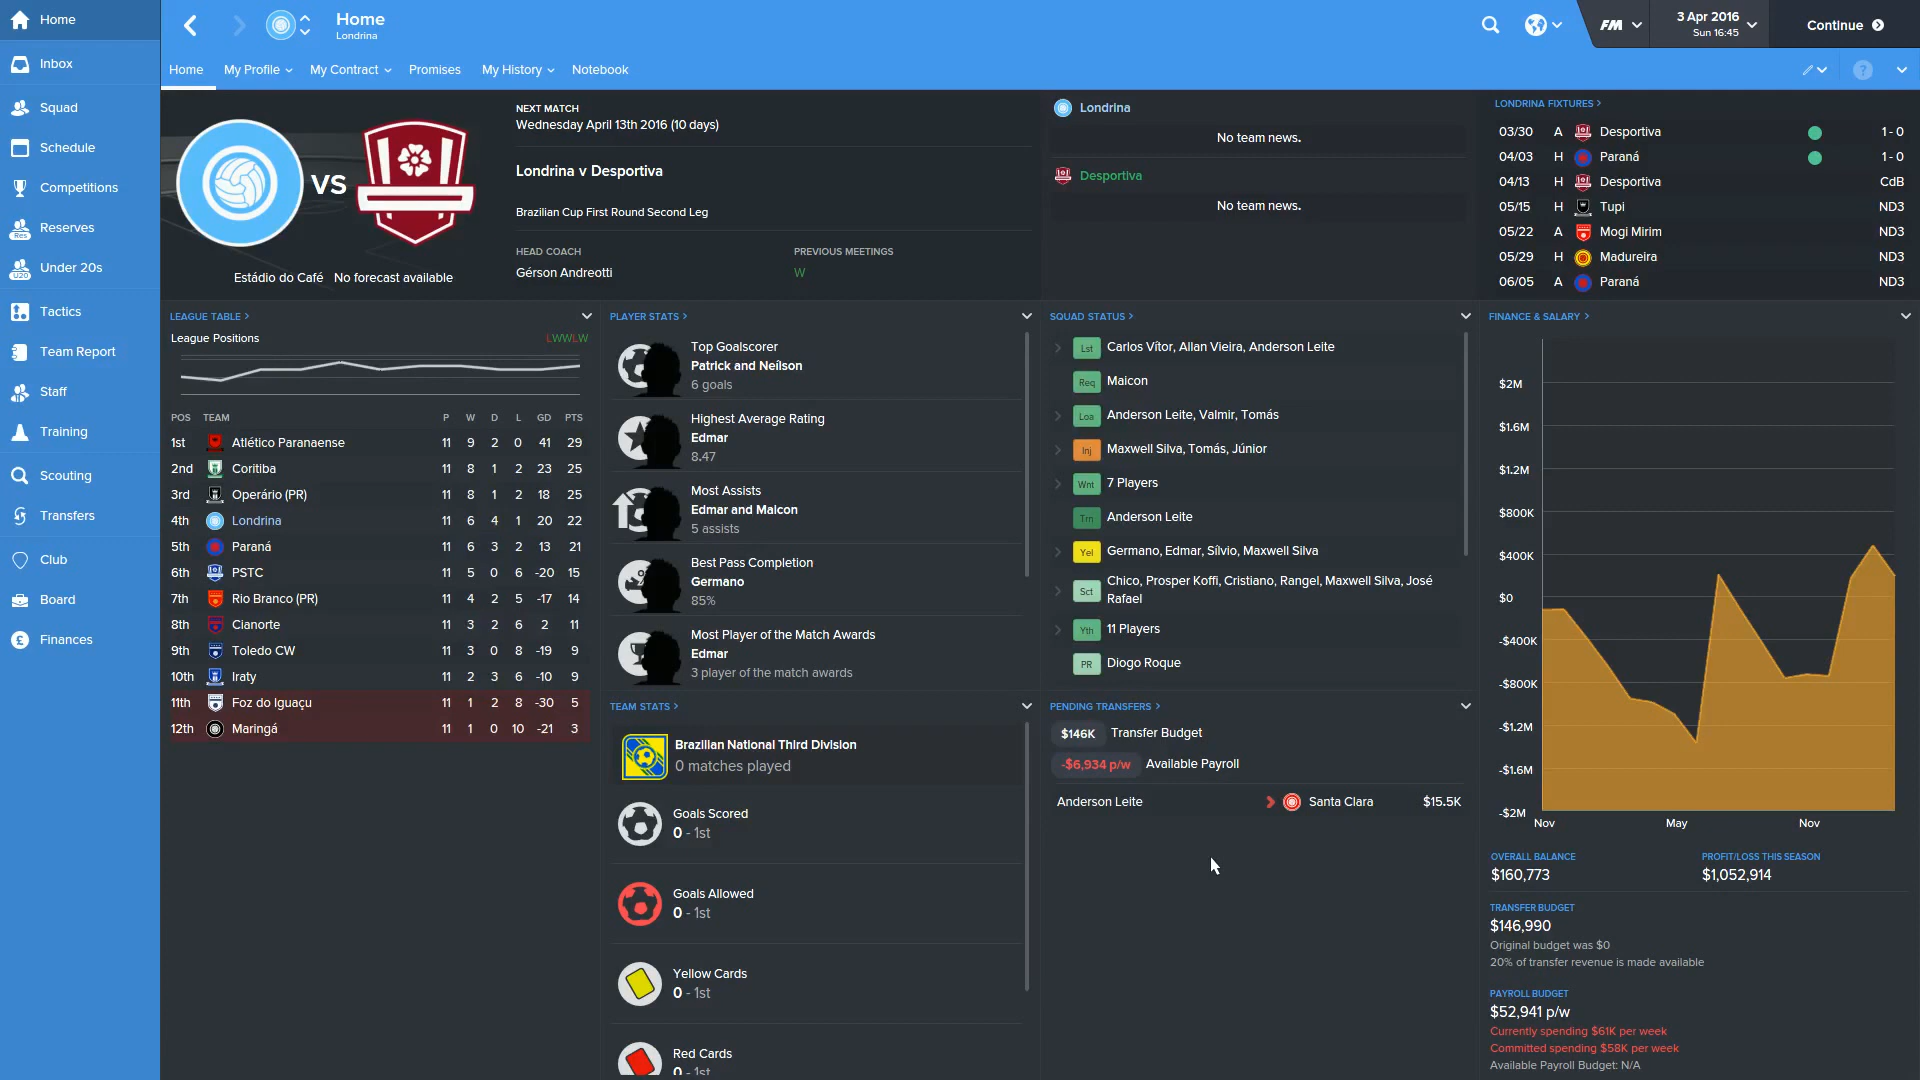 Home
Inbox
Squad
Schedule
Competitions
Reserves
Under 20s
Tactics
Team Report
Staff
Training
Scouting
Transfers
Club
Board
Finances
Home
Londrina
FM
3 Apr 2016
Sun 16:45
Continue
Home My Profile My Contract Promises My History Notebook
VS
Estádio do Café No forecast available
NEXT MATCH
Wednesday April 13th 2016 (10 days)
Londrina v Desportiva
Brazilian Cup First Round Second Leg
HEAD COACH PREVIOUS MEETINGS
Gérson Andreotti W
Londrina
No team news.
Desportiva
No team news.
LONDRINA FIXTURES >
03/30 A Desportiva 1 - 0
04/03 H Paraná 1 - 0
04/13 H Desportiva CdB
05/15 H Tupi ND3
05/22 A Mogi Mirim ND3
05/29 H Madureira ND3
06/05 A Paraná ND3
LEAGUE TABLE >
League Positions LWWLW
POS TEAM P W D L GD PTS
1st Atlético Paranaense 11 9 2 0 41 29
2nd Coritiba 11 8 1 2 23 25
3rd Operário (PR) 11 8 1 2 18 25
4th Londrina 11 6 4 1 20 22
5th Paraná 11 6 3 2 13 21
6th PSTC 11 5 0 6 -20 15
7th Rio Branco (PR) 11 4 2 5 -17 14
8th Cianorte 11 3 2 6 2 11
9th Toledo CW 11 3 0 8 -19 9
10th Iraty 11 2 3 6 -10 9
11th Foz do Iguaçu 11 1 2 8 -30 5
12th Maringá 11 1 0 10 -21 3
PLAYER STATS >
Top Goalscorer
Patrick and Neílson
6 goals
Highest Average Rating
Edmar
8.47
Most Assists
Edmar and Maicon
5 assists
Best Pass Completion
Germano
85%
Most Player of the Match Awards
Edmar
3 player of the match awards
TEAM STATS >
Brazilian National Third Division
0 matches played
Goals Scored
0 - 1st
Goals Allowed
0 - 1st
Yellow Cards
0 - 1st
Red Cards
0 - 1st
SQUAD STATUS >
Lst Carlos Vítor, Allan Vieira, Anderson Leite
Req Maicon
Loa Anderson Leite, Valmir, Tomás
Inj Maxwell Silva, Tomás, Júnior
Wnt 7 Players
Trn Anderson Leite
Yel Germano, Edmar, Sílvio, Maxwell Silva
Sct Chico, Prosper Koffi, Cristiano, Rangel, Maxwell Silva, José
Rafael
Yth 11 Players
PR Diogo Roque
PENDING TRANSFERS >
$146K Transfer Budget
-$6,934 p/w Available Payroll
Anderson Leite Santa Clara $15.5K
FINANCE & SALARY >
$2M
$1.6M
$1.2M
$800K
$400K
$0
-$400K
-$800K
-$1.2M
-$1.6M
-$2M
Nov May Nov
OVERALL BALANCE PROFIT/LOSS THIS SEASON
$160,773 $1,052,914
TRANSFER BUDGET
$146,990
Original budget was $0
20% of transfer revenue is made available
PAYROLL BUDGET
$52,941 p/w
Currently spending $61K per week
Committed spending $58K per week
Available Payroll Budget: N/A